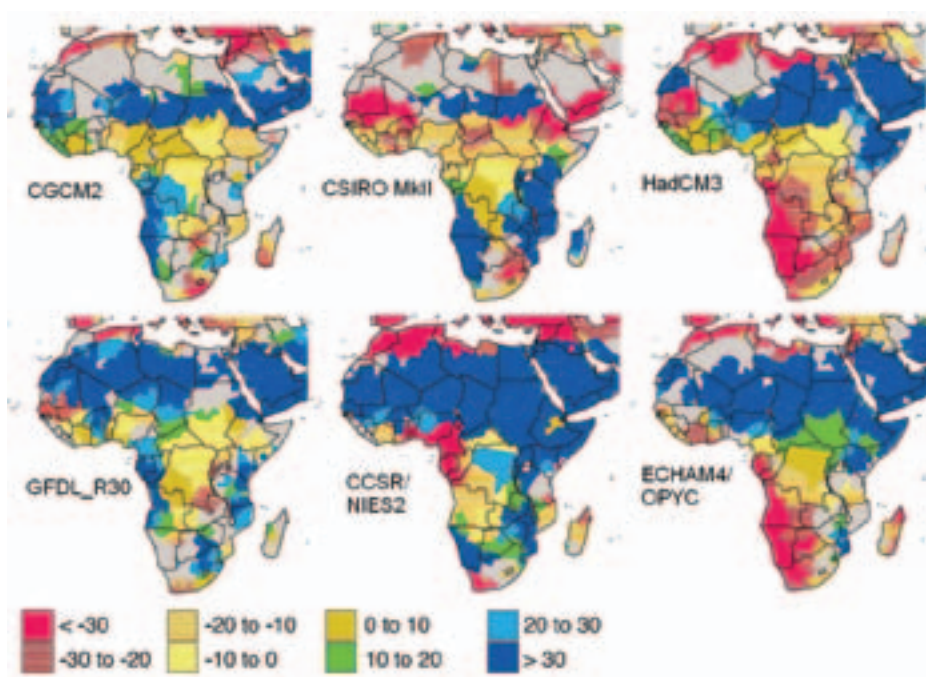 CGCM2
CSIRO MkII
HadCM3
GFDL_R30
CCSR/
NIES2
ECHAM4/
OPYC
< -30
-20 to -10
0 to 10
20 to 30
-30 to -20
-10 to 0
10 to 20
> 30